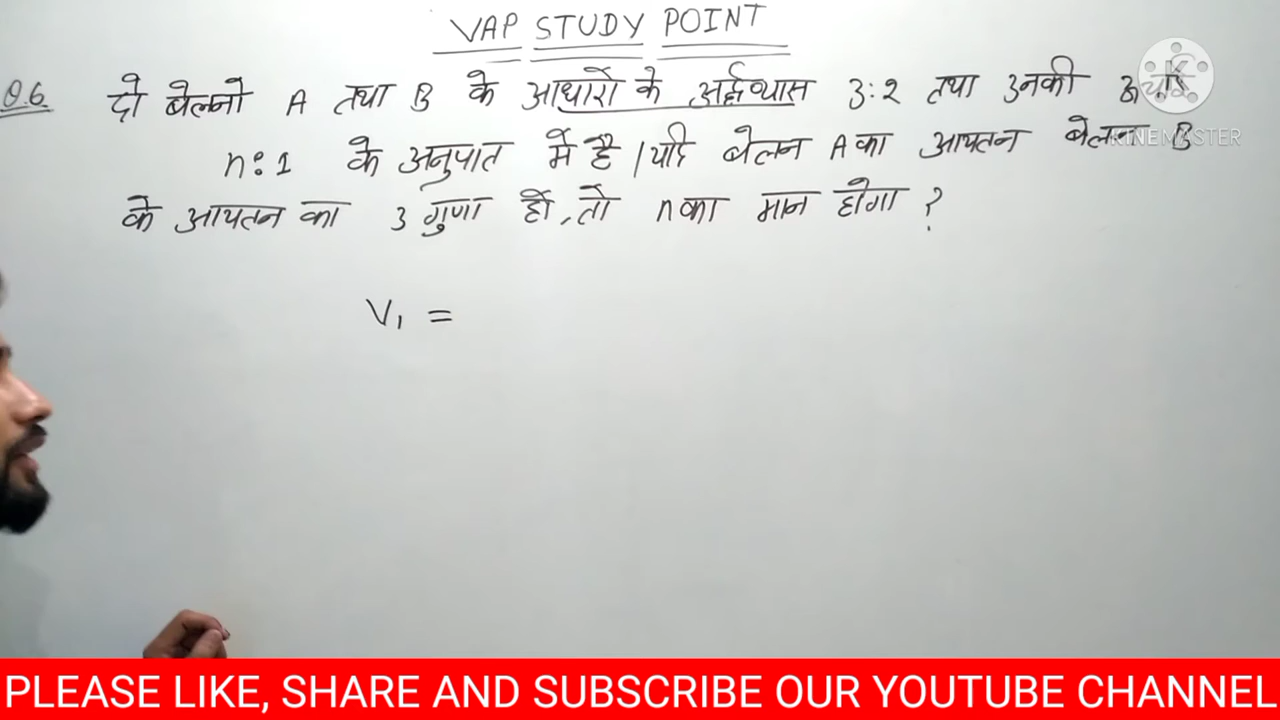 VAP STUDY POINT
Q.6 दो बेलनो A तथा B के आधारो के अर्द्धव्यास 3:2 तथा उनकी
n:1 के अनुपात में है / यदि बेलन A का आयतन बेलन B
के आयतन का 3 गुणा हो, तो n का मान होगा ?
V₁ =
PLEASE LIKE, SHARE AND SUBSCRIBE OUR YOUTUBE CHANNEL